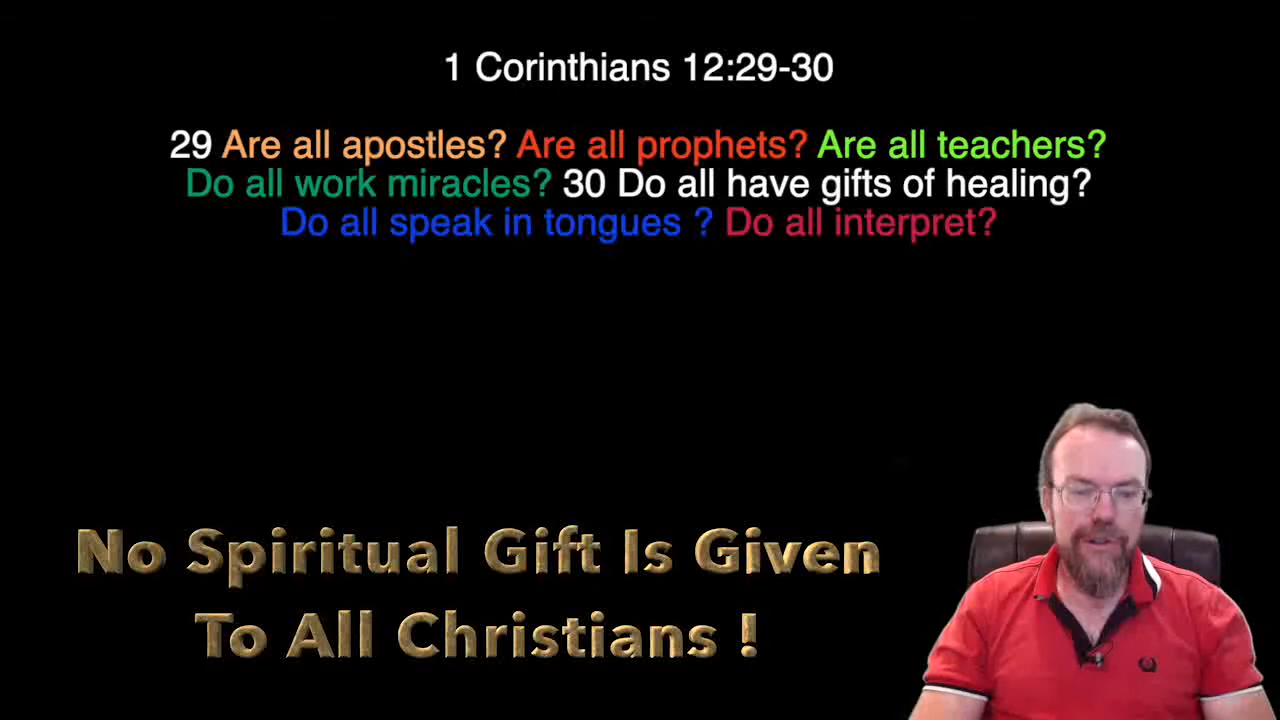 1 Corinthians 12:29-30
29 Are all apostles? Are all prophets? Are all teachers?
Do all work miracles? 30 Do all have gifts of healing?
Do all speak in tongues ? Do all interpret?
No Spiritual Gift Is Given
To All Christians !